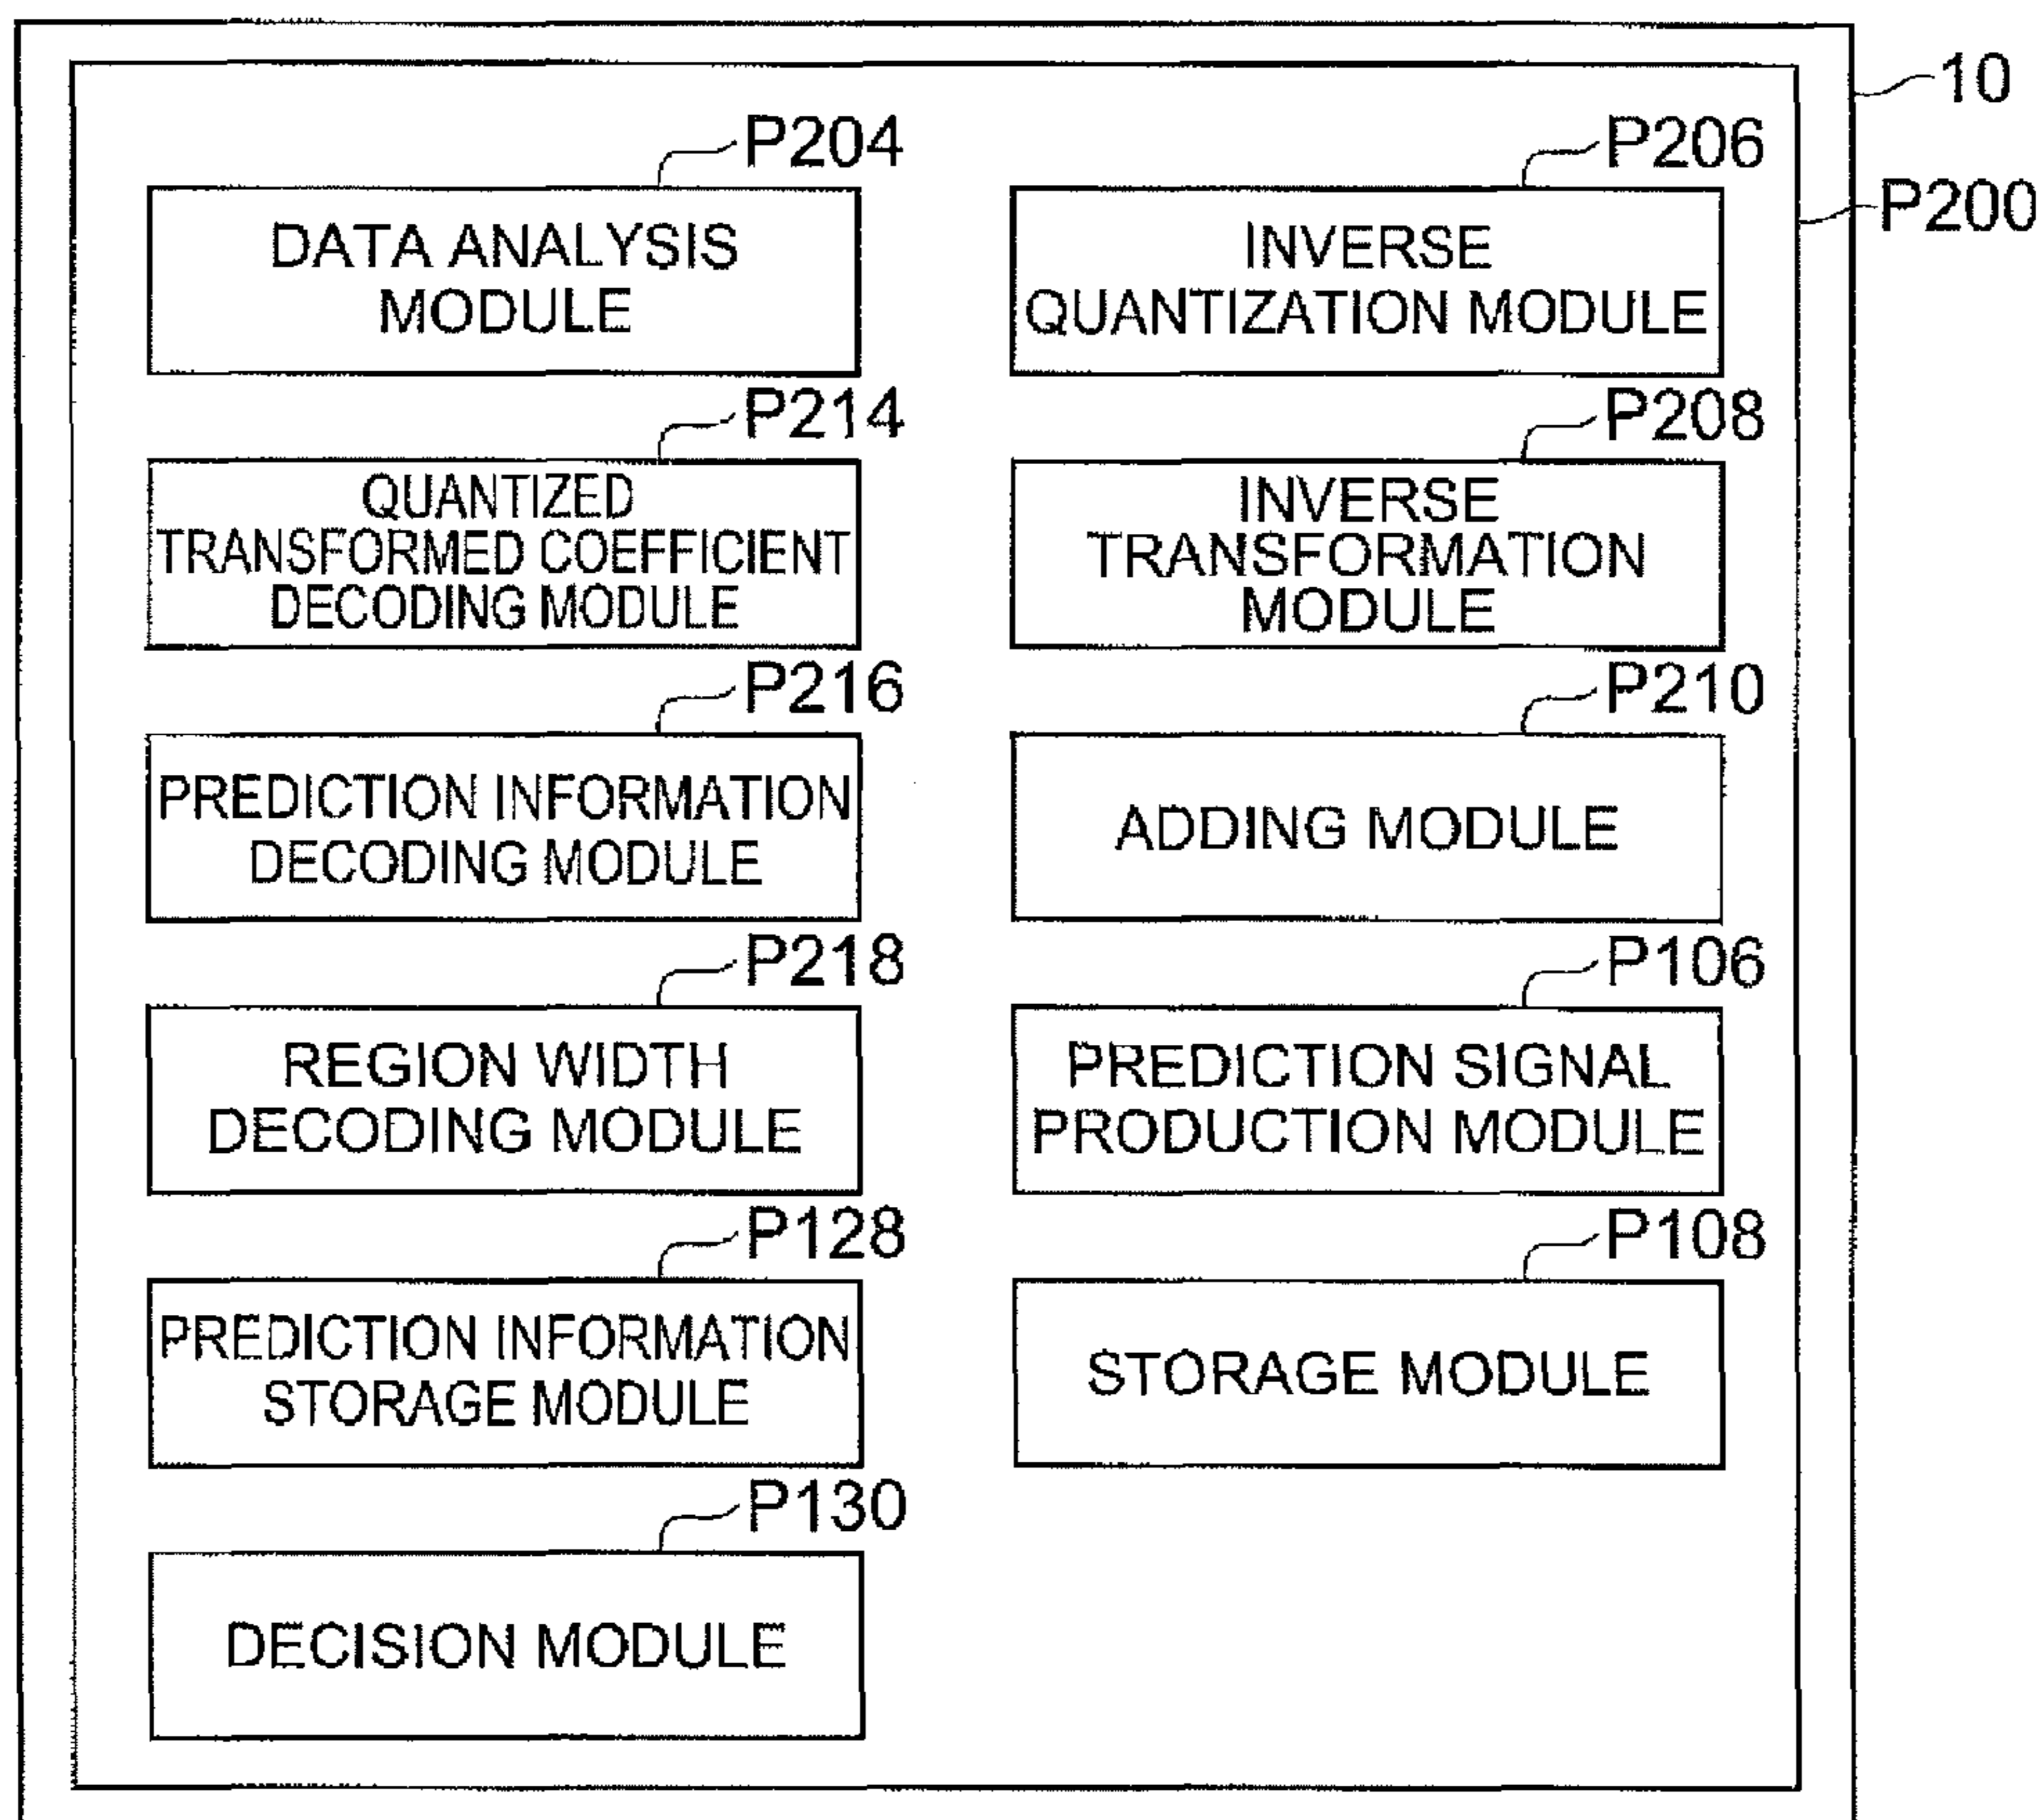 10
P200
P204
DATA ANALYSIS
MODULE
P206
INVERSE
QUANTIZATION MODULE
P214
QUANTIZED
TRANSFORMED COEFFICIENT
DECODING MODULE
P208
INVERSE
TRANSFORMATION
MODULE
P216
PREDICTION INFORMATION
DECODING MODULE
P210
ADDING MODULE
P218
REGION WIDTH
DECODING MODULE
P106
PREDICTION SIGNAL
PRODUCTION MODULE
P128
PREDICTION INFORMATION
STORAGE MODULE
P108
STORAGE MODULE
P130
DECISION MODULE